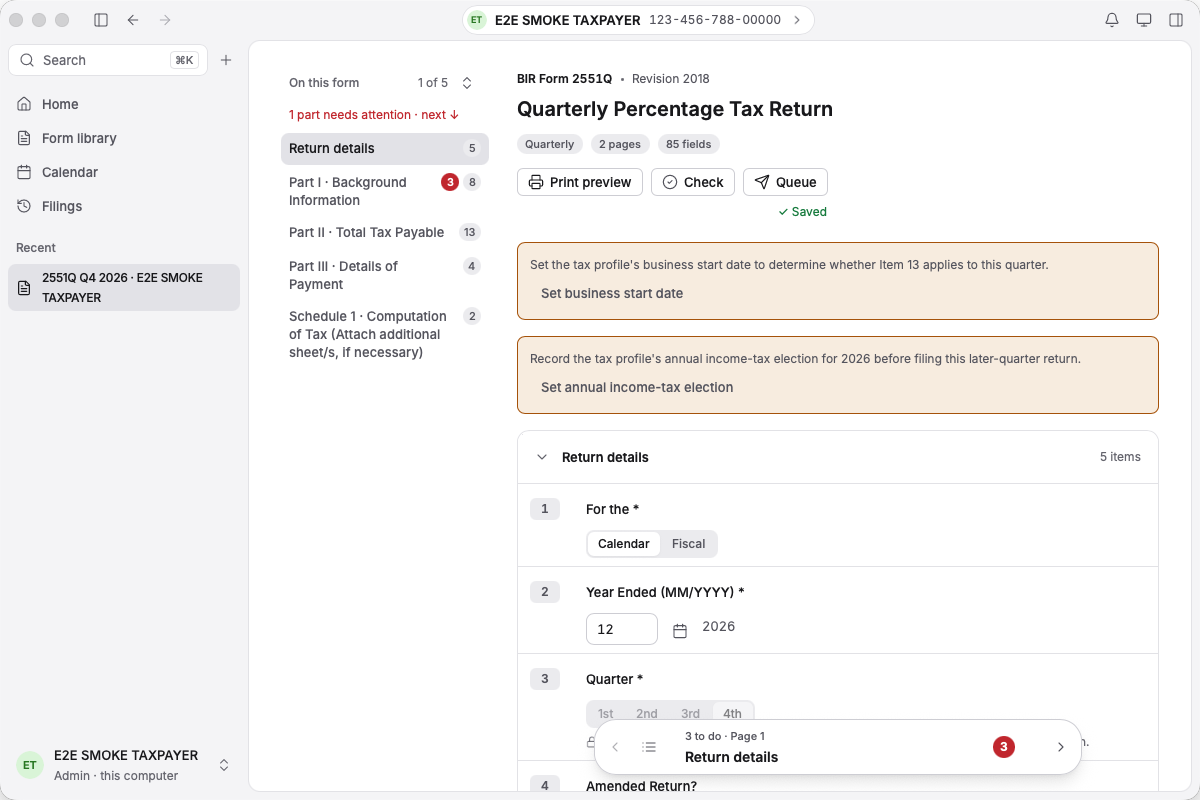 ET E2E SMOKE TAXPAYER 123-456-788-00000
Search ⌘K
Home
Form library
Calendar
Filings
Recent
2551Q Q4 2026 · E2E SMOKE
TAXPAYER
ET
E2E SMOKE TAXPAYER
Admin · this computer
On this form 1 of 5
1 part needs attention · next ↓
Return details 5
Part I · Background
Information
3 8
Part II · Total Tax Payable 13
Part III · Details of
Payment
4
Schedule 1 · Computation
of Tax (Attach additional
sheet/s, if necessary)
2
BIR Form 2551Q • Revision 2018
Quarterly Percentage Tax Return
Quarterly 2 pages 85 fields
Print preview Check Queue
✓ Saved
Set the tax profile's business start date to determine whether Item 13 applies to this quarter.
Set business start date
Record the tax profile's annual income-tax election for 2026 before filing this later-quarter return.
Set annual income-tax election
Return details 5 items
1 For the *
Calendar Fiscal
2 Year Ended (MM/YYYY) *
12 2026
3 Quarter *
1st 2nd 3rd 4th
3 to do · Page 1
Return details
3
4 Amended Return?